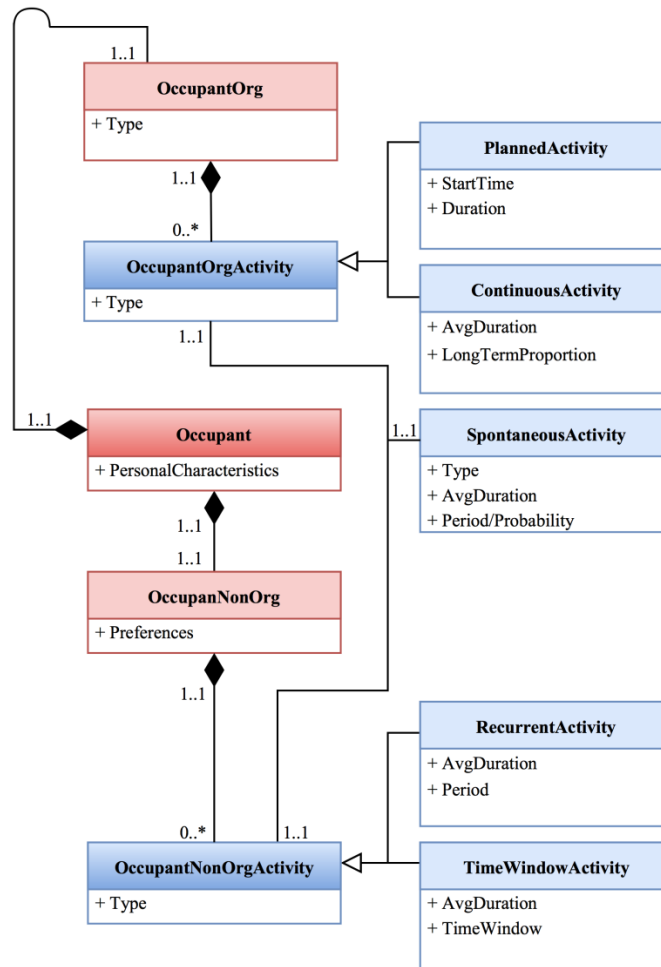 1..1
OccupantOrg
+ Type
1..1
0..*
OccupantOrgActivity
+ Type
1..1
PlannedActivity
+ StartTime
+ Duration
ContinuousActivity
+ AvgDuration
+ LongTermProportion
1..1
Occupant
+ PersonalCharacteristics
1..1
1..1
SpontaneousActivity
+ Type
+ AvgDuration
+ Period/Probability
1..1
OccupanNonOrg
+ Preferences
1..1
0..*
1..1
OccupantNonOrgActivity
+ Type
RecurrentActivity
+ AvgDuration
+ Period
TimeWindowActivity
+ AvgDuration
+ TimeWindow